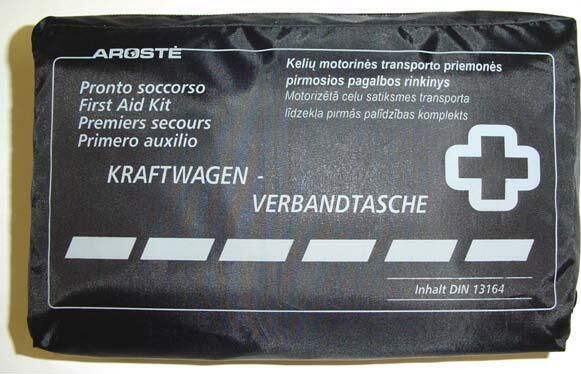 AROSTĖ
Pronto soccorso
First Aid Kit
Premiers secours
Primero auxilio
Kelių motorinės transporto priemonės
pirmosios pagalbos rinkinys
Motorizētā ceļu satiksmes transporta
līdzekļa pirmās palīdzības komplekts
KRAFTWAGEN -
VERBANDTASCHE
Inhalt DIN 13164